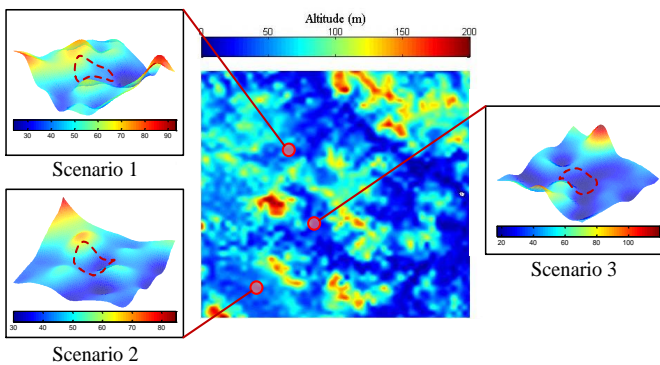 Altitude (m)
0 50 100 150 200
30 40 50 60 70 80 90
Scenario 1
30 40 50 60 70 80
Scenario 2
20 40 60 80 100
Scenario 3